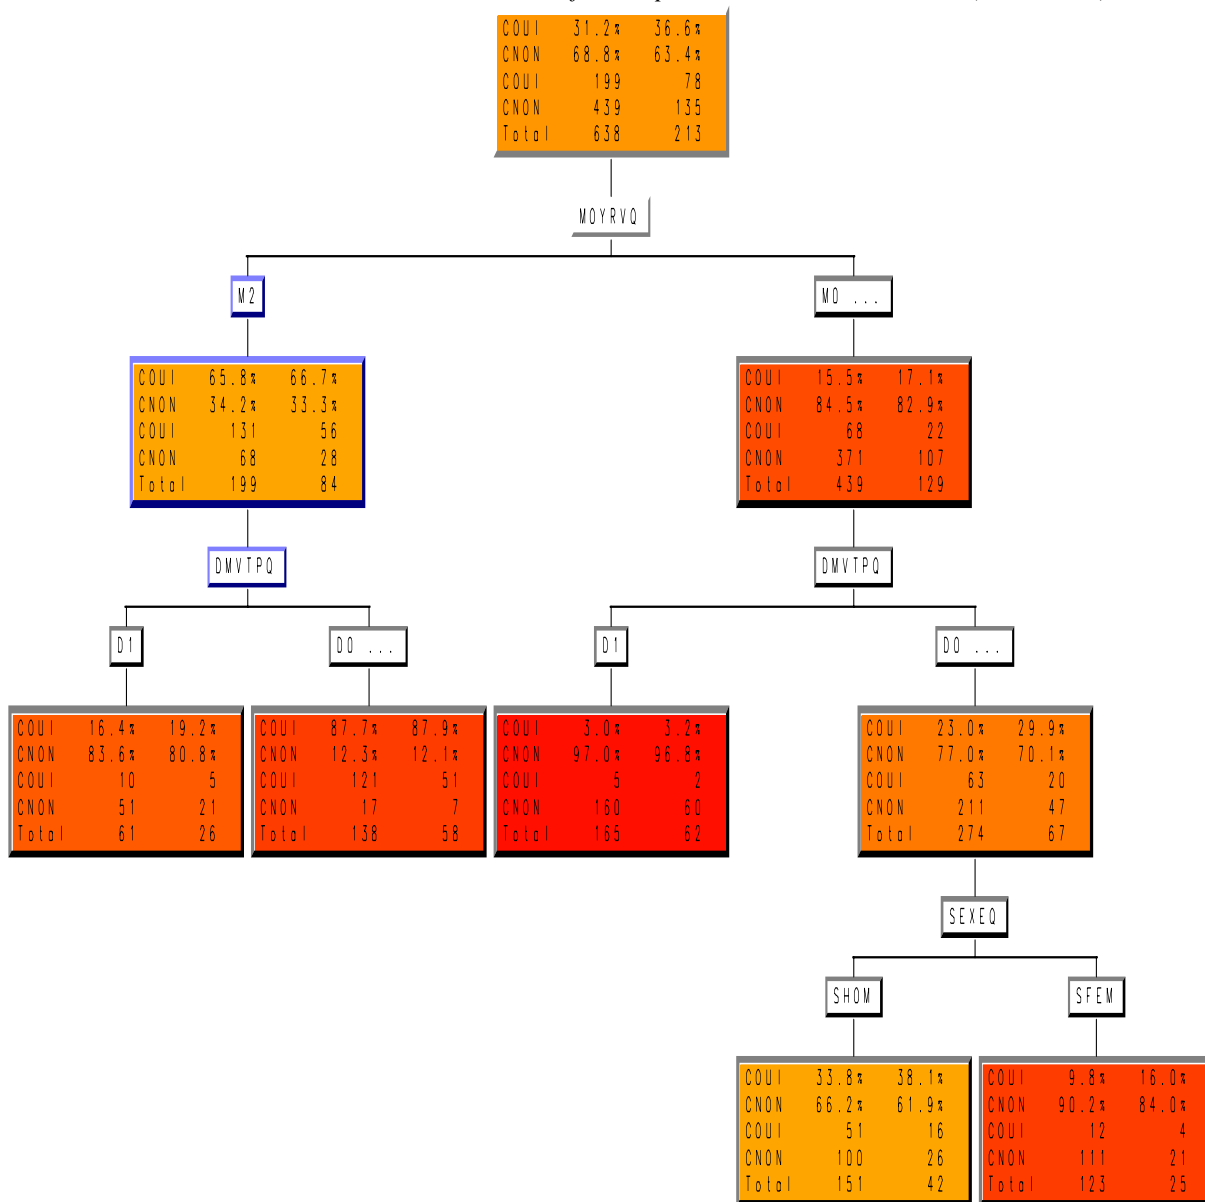 COUI 31.2% 36.6%
CNON 68.8% 63.4%
COUI 199 78
CNON 439 135
Total 638 213
MOYRVQ
M2
M0 ...
COUI 65.8% 66.7%
CNON 34.2% 33.3%
COUI 131 56
CNON 68 28
Total 199 84
COUI 15.5% 17.1%
CNON 84.5% 82.9%
COUI 68 22
CNON 371 107
Total 439 129
DMVTPQ
DMVTPQ
D1
D0 ...
D1
D0 ...
COUI 16.4% 19.2%
CNON 83.6% 80.8%
COUI 10 5
CNON 51 21
Total 61 26
COUI 87.7% 87.9%
CNON 12.3% 12.1%
COUI 121 51
CNON 17 7
Total 138 58
COUI 3.0% 3.2%
CNON 97.0% 96.8%
COUI 5 2
CNON 160 60
Total 165 62
COUI 23.0% 29.9%
CNON 77.0% 70.1%
COUI 63 20
CNON 211 47
Total 274 67
SEXEQ
SHOM
SFEM
COUI 33.8% 38.1%
CNON 66.2% 61.9%
COUI 51 16
CNON 100 26
Total 151 42
COUI 9.8% 16.0%
CNON 90.2% 84.0%
COUI 12 4
CNON 111 21
Total 123 25